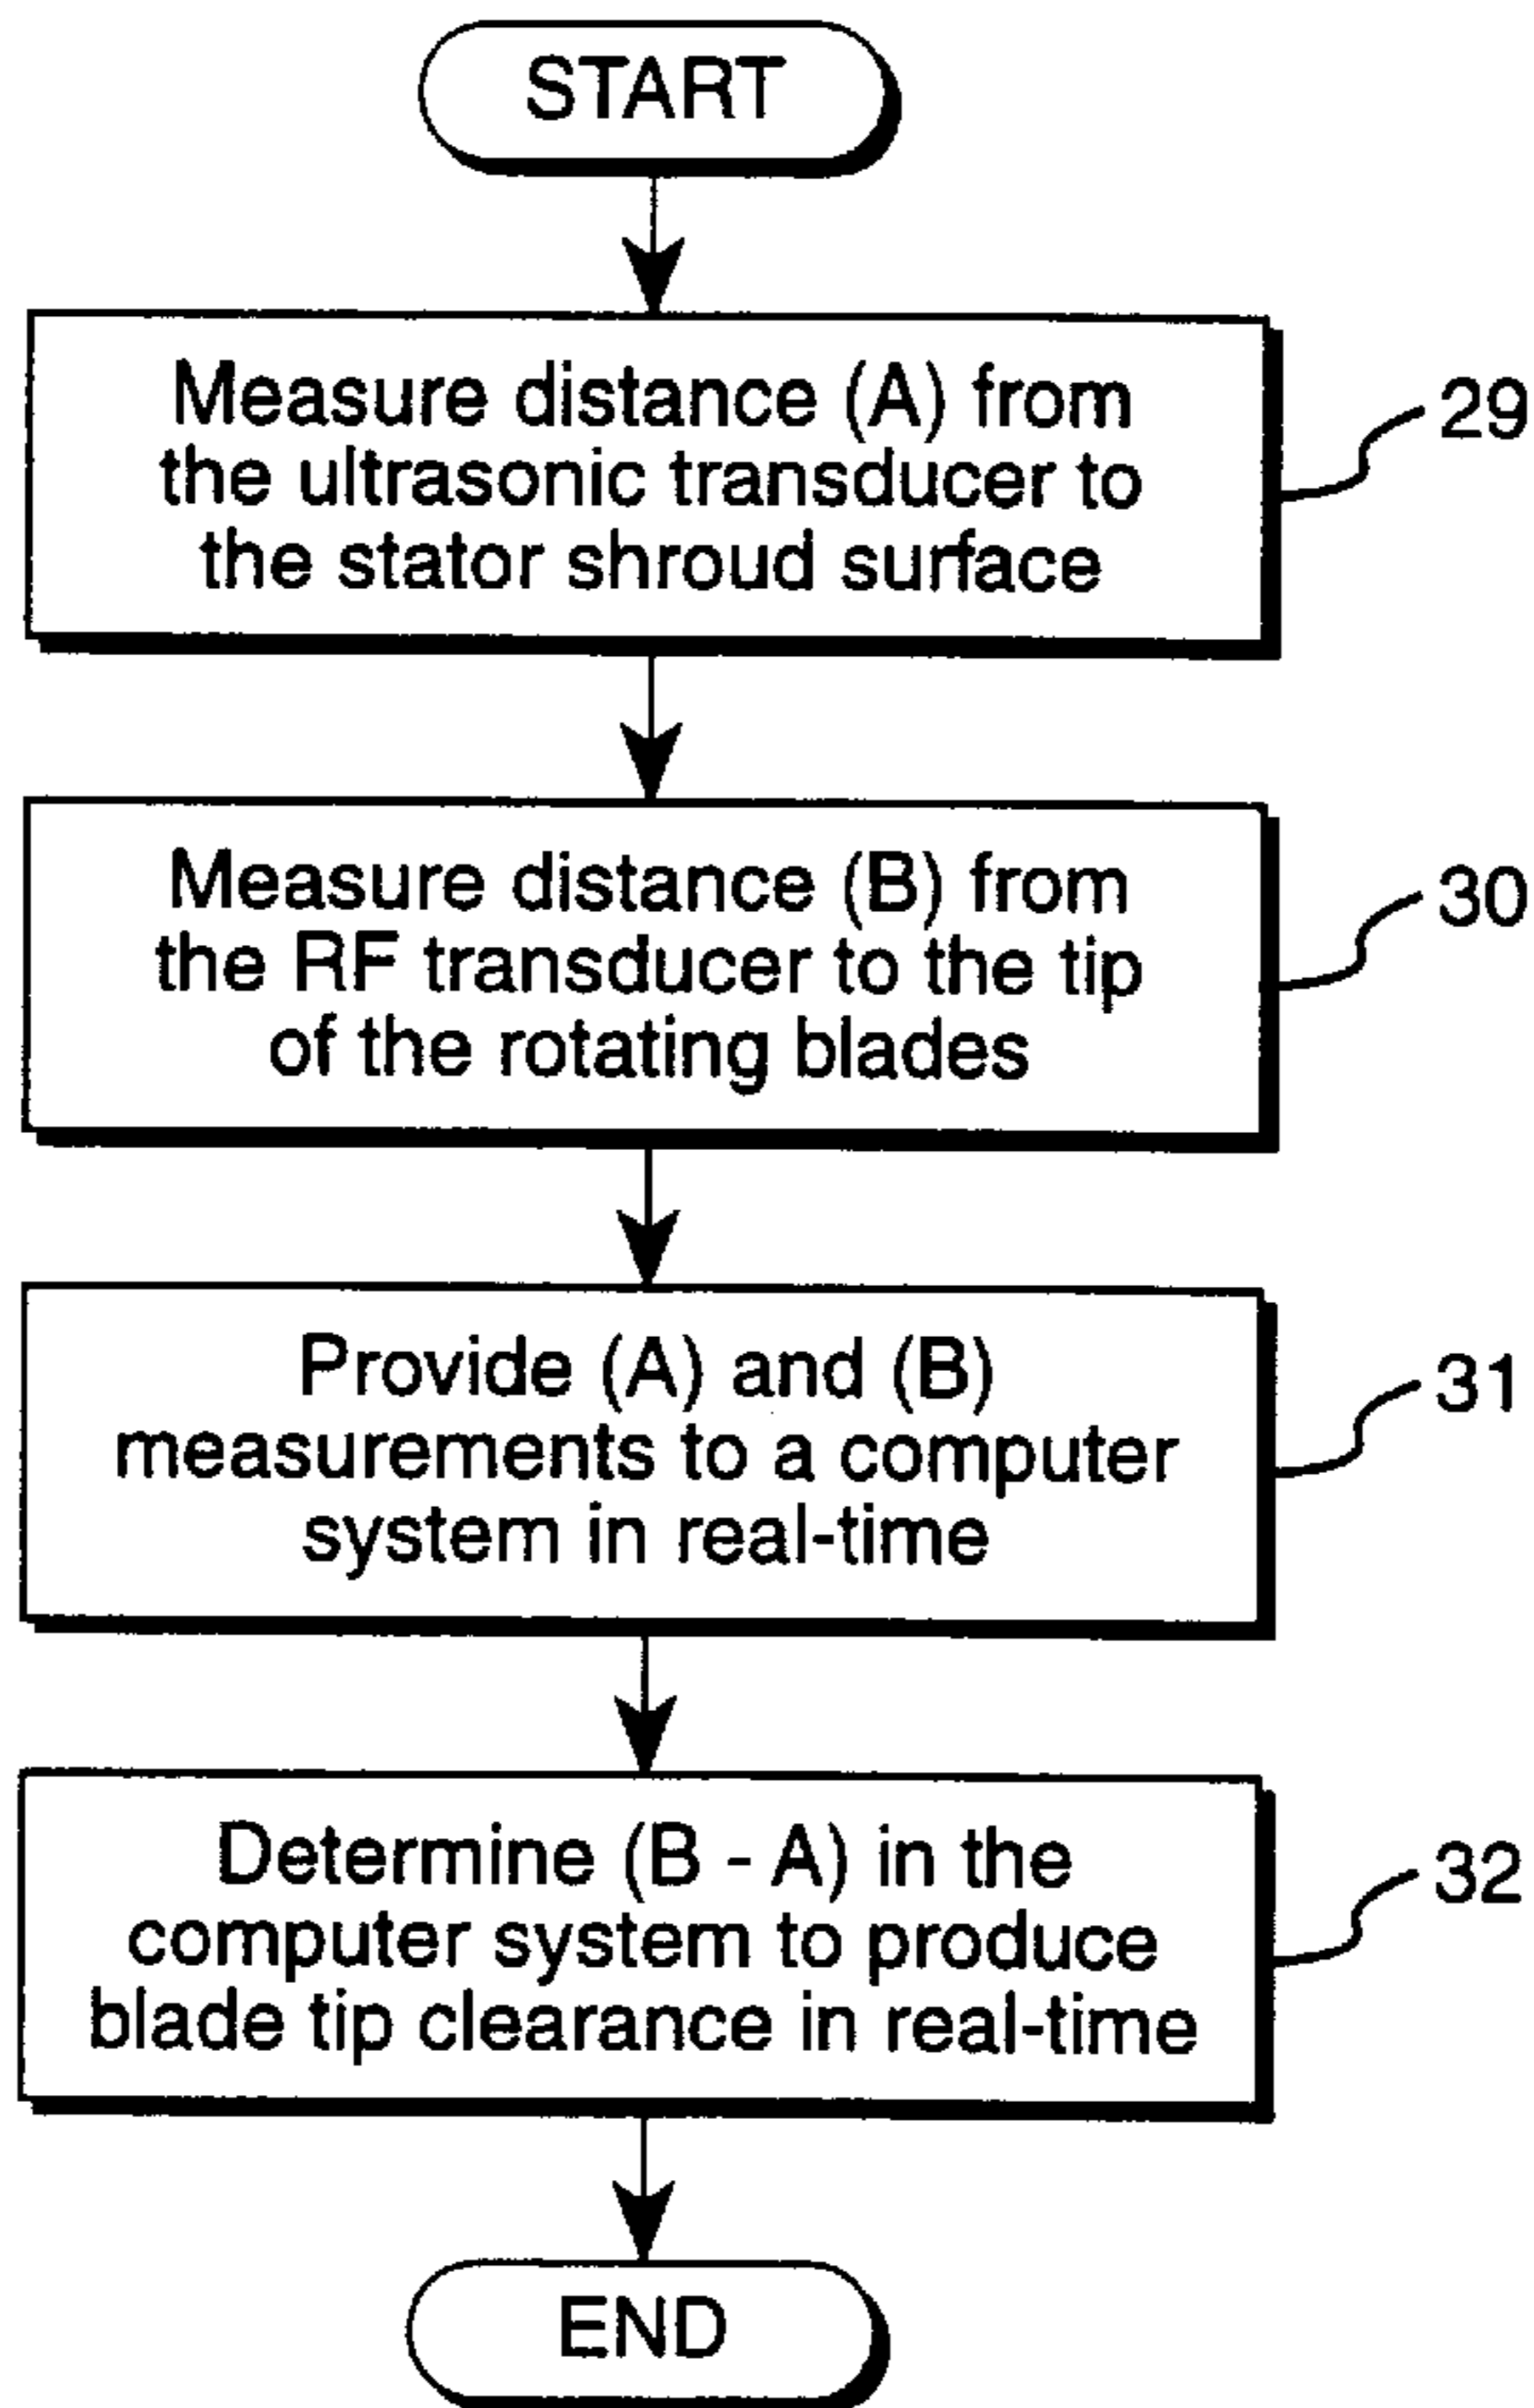 START
Measure distance (A) from
the ultrasonic transducer to
the stator shroud surface
29
Measure distance (B) from
the RF transducer to the tip
of the rotating blades
30
Provide (A) and (B)
measurements to a computer
system in real-time
31
Determine (B - A) in the
computer system to produce
blade tip clearance in real-time
32
END